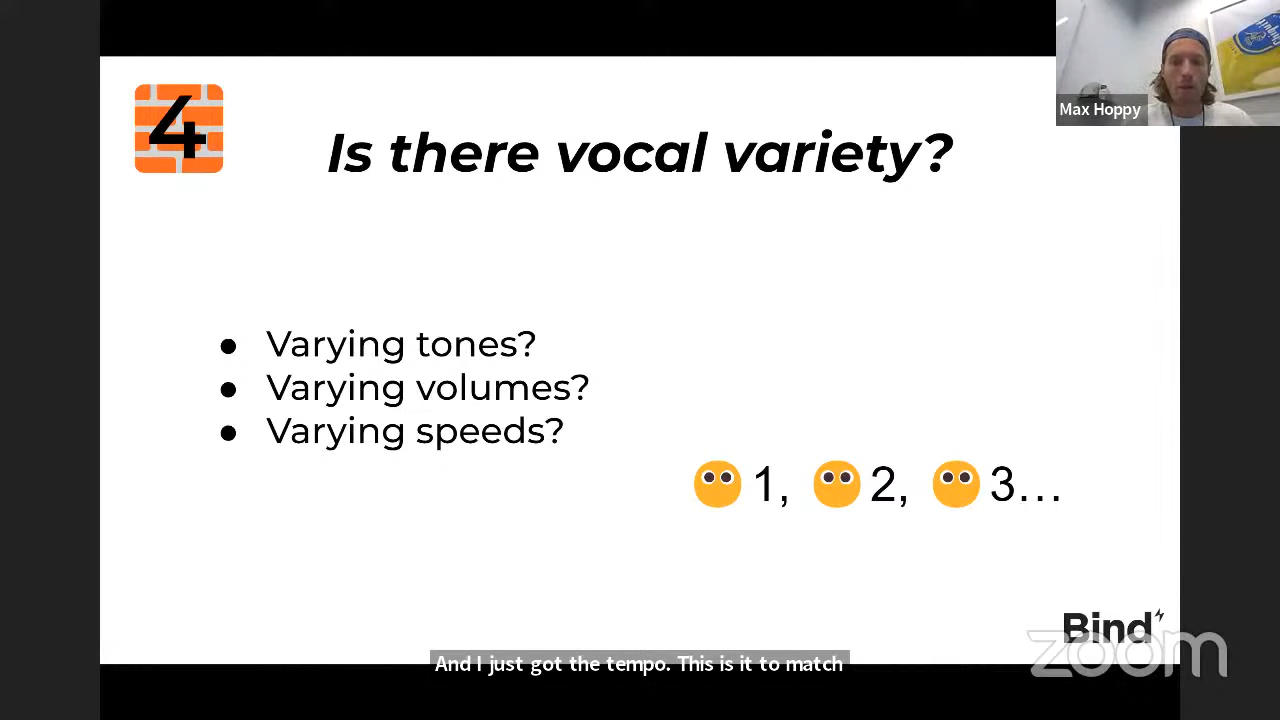 4
Is there vocal variety?
Max Hoppy
● Varying tones?
● Varying volumes?
● Varying speeds?
1, 2, 3...
Bind
zoom
And I just got the tempo. This is it to match